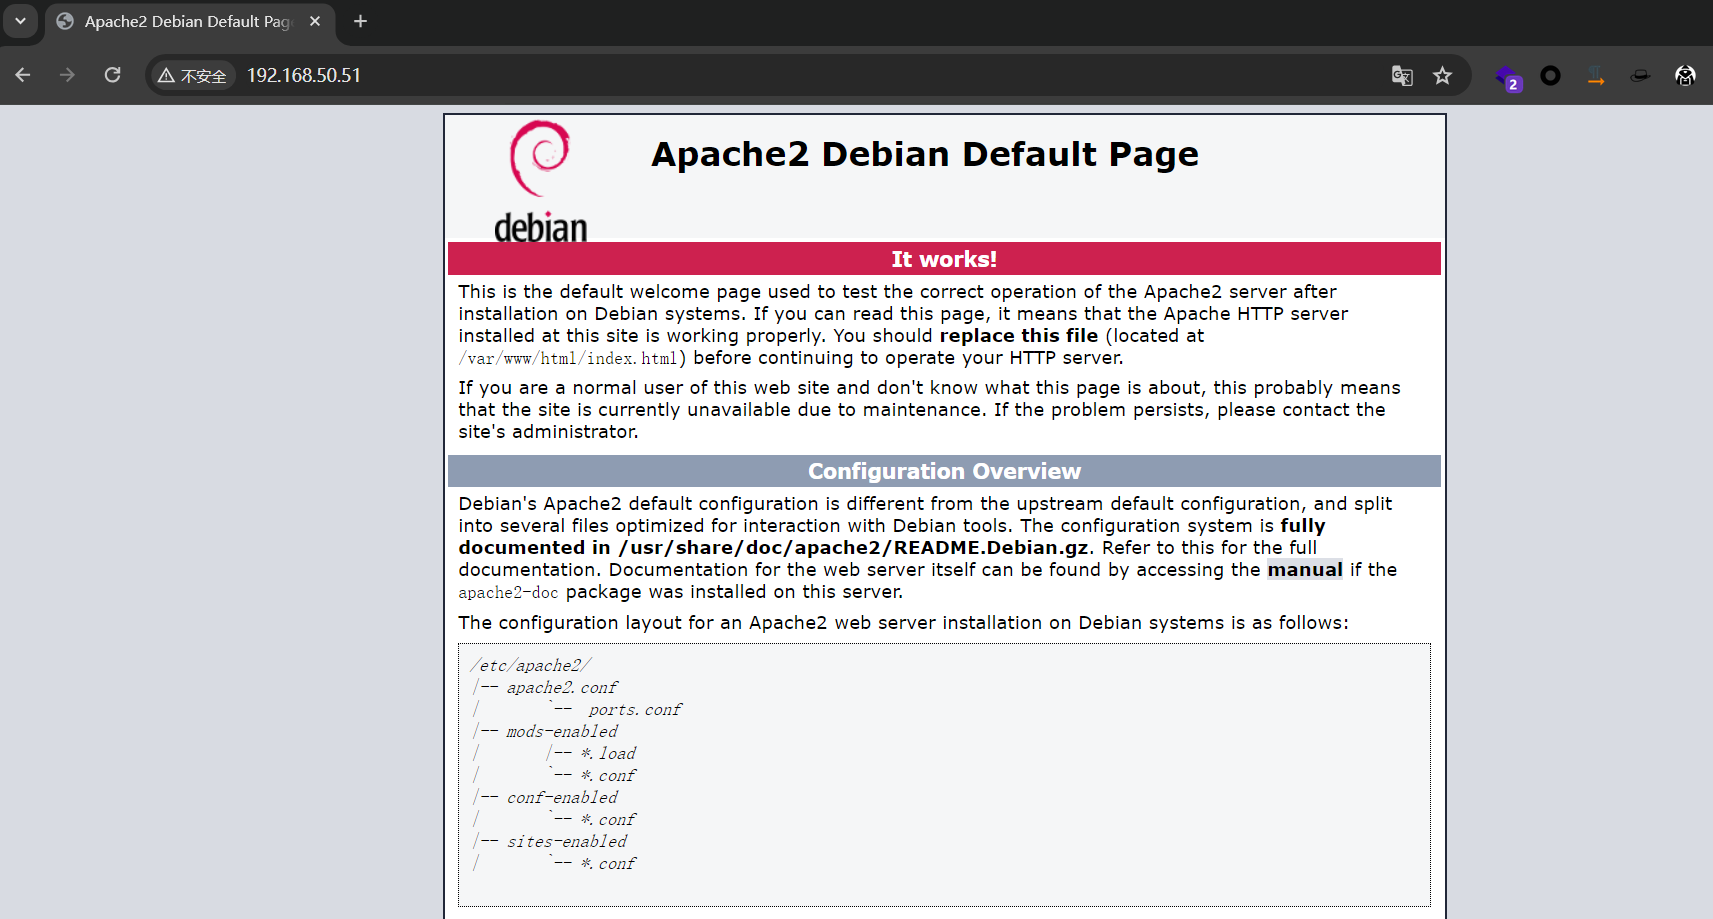 Apache2 Debian Default Pag
不安全 192.168.50.51
2
debian
Apache2 Debian Default Page
It works!
This is the default welcome page used to test the correct operation of the Apache2 server after
installation on Debian systems. If you can read this page, it means that the Apache HTTP server
installed at this site is working properly. You should replace this file (located at
/var/www/html/index.html) before continuing to operate your HTTP server.
If you are a normal user of this web site and don't know what this page is about, this probably means
that the site is currently unavailable due to maintenance. If the problem persists, please contact the
site's administrator.
Configuration Overview
Debian's Apache2 default configuration is different from the upstream default configuration, and split
into several files optimized for interaction with Debian tools. The configuration system is fully
documented in /usr/share/doc/apache2/README.Debian.gz. Refer to this for the full
documentation. Documentation for the web server itself can be found by accessing the manual if the
apache2-doc package was installed on this server.
The configuration layout for an Apache2 web server installation on Debian systems is as follows:
/etc/apache2/
|-- apache2.conf
|       `--  ports.conf
|-- mods-enabled
|       |-- *.load
|       `-- *.conf
|-- conf-enabled
|       `-- *.conf
|-- sites-enabled
|       `-- *.conf